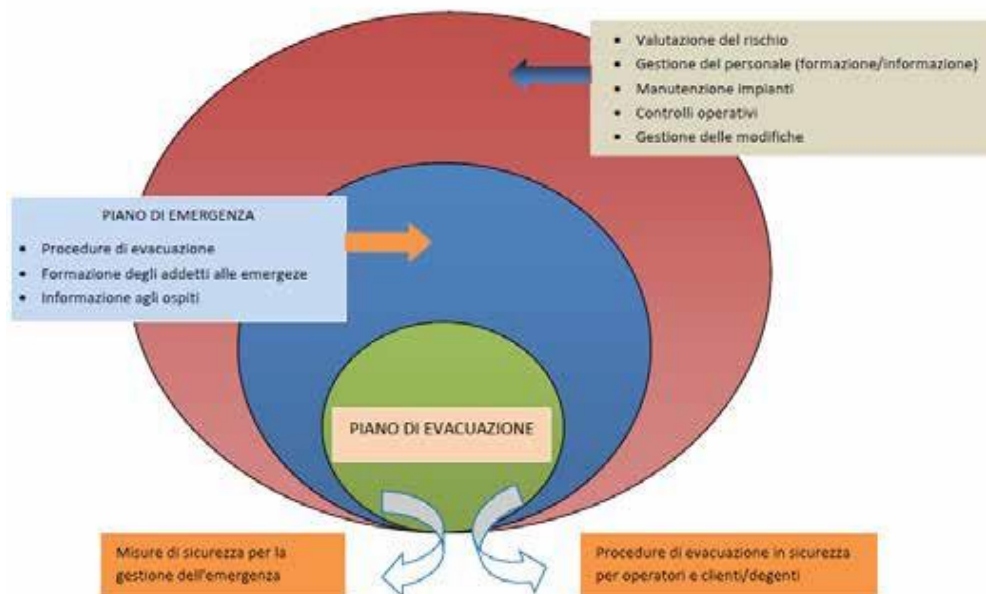 • Valutazione del rischio
• Gestione del personale (formazione/informazione)
• Manutenzione impianti
• Controlli operativi
• Gestione delle modifiche
PIANO DI EMERGENZA
• Procedure di evacuazione
• Formazione degli addetti alle emergeze
• Informazione agli ospiti
PIANO DI EVACUAZIONE
Misure di sicurezza per la
gestione dell'emergenza
Procedure di evacuazione in sicurezza
per operatori e clienti/degenti